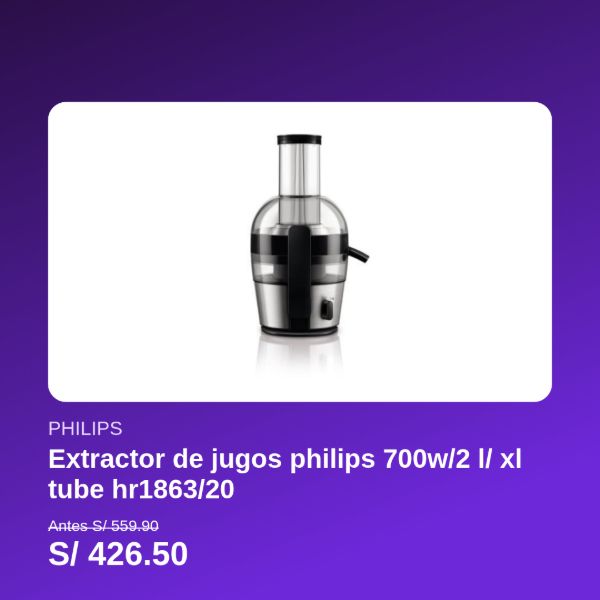 PHILIPS
Extractor de jugos philips 700w/2 l/ xl
tube hr1863/20
Antes S/ 559.90
S/ 426.50